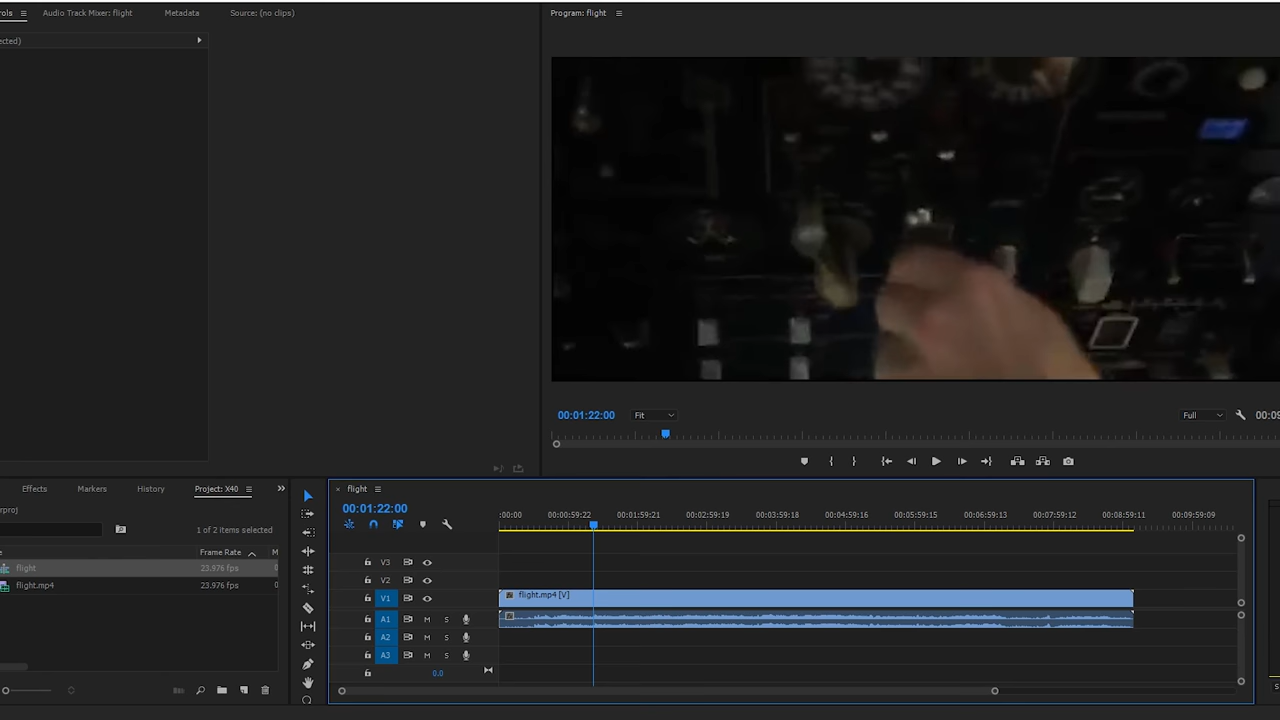 Audio Track Mixer: flight
Metadata
Source: (no clips)
Program: flight
00:01:22:00
Fit
Full
Effects
Markers
History
Project: X40
1 of 2 items selected
Frame Rate
flight
23.976 fps
flight.mp4
23.976 fps
flight
00:01:22:00
:00:00
00:00:59:22
00:01:59:21
00:02:59:19
00:03:59:18
00:04:59:16
00:05:59:15
00:06:59:13
00:07:59:12
00:08:59:11
00:09:59:09
V3
V2
V1
flight.mp4 [V]
A1
M
S
A2
M
S
A3
M
S
0.0